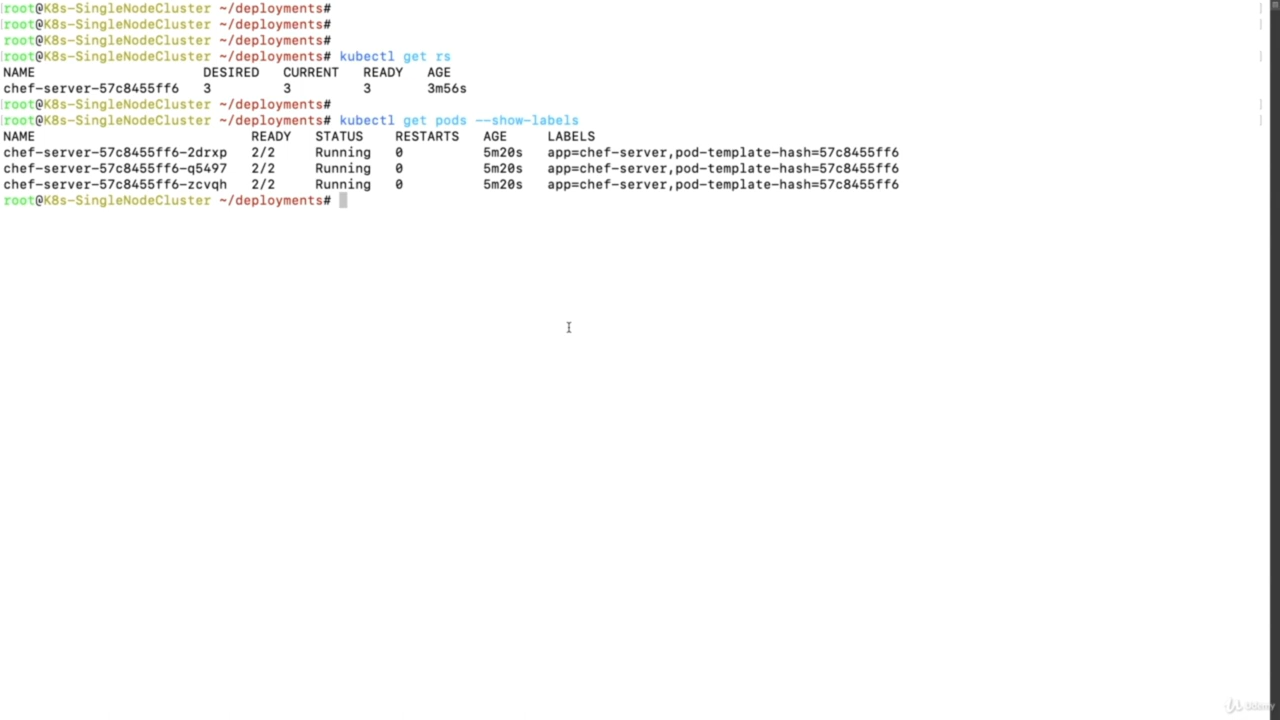 root@K8s-SingleNodeCluster ~/deployments#
root@K8s-SingleNodeCluster ~/deployments#
root@K8s-SingleNodeCluster ~/deployments#
root@K8s-SingleNodeCluster ~/deployments# kubectl get rs
NAME DESIRED CURRENT READY AGE
chef-server-57c8455ff6 3 3 3 3m56s
root@K8s-SingleNodeCluster ~/deployments#
root@K8s-SingleNodeCluster ~/deployments# kubectl get pods --show-labels
NAME READY STATUS RESTARTS AGE LABELS
chef-server-57c8455ff6-2drxp 2/2 Running 0 5m20s app=chef-server,pod-template-hash=57c8455ff6
chef-server-57c8455ff6-q5497 2/2 Running 0 5m20s app=chef-server,pod-template-hash=57c8455ff6
chef-server-57c8455ff6-zcvqh 2/2 Running 0 5m20s app=chef-server,pod-template-hash=57c8455ff6
root@K8s-SingleNodeCluster ~/deployments#
Udemy